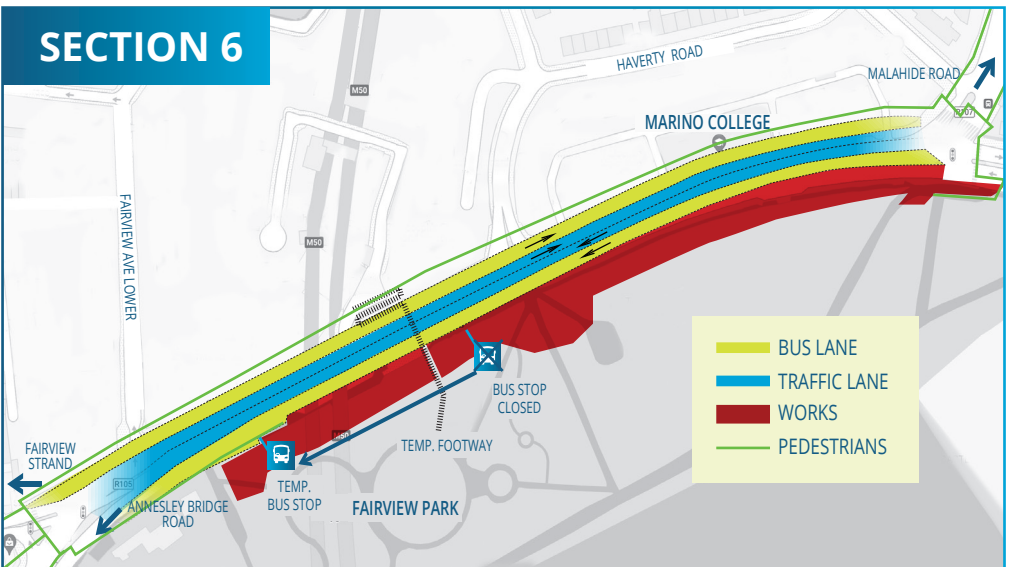 SECTION 6
HAVERTY ROAD
MALAHIDE ROAD
M50
R107
MARINO COLLEGE
FAIRVIEW AVE LOWER
M50
BUS LANE
TRAFFIC LANE
WORKS
PEDESTRIANS
BUS STOP
CLOSED
M50
TEMP. FOOTWAY
FAIRVIEW
STRAND
R105
TEMP.
BUS STOP
ANNESLEY BRIDGE
ROAD
FAIRVIEW PARK